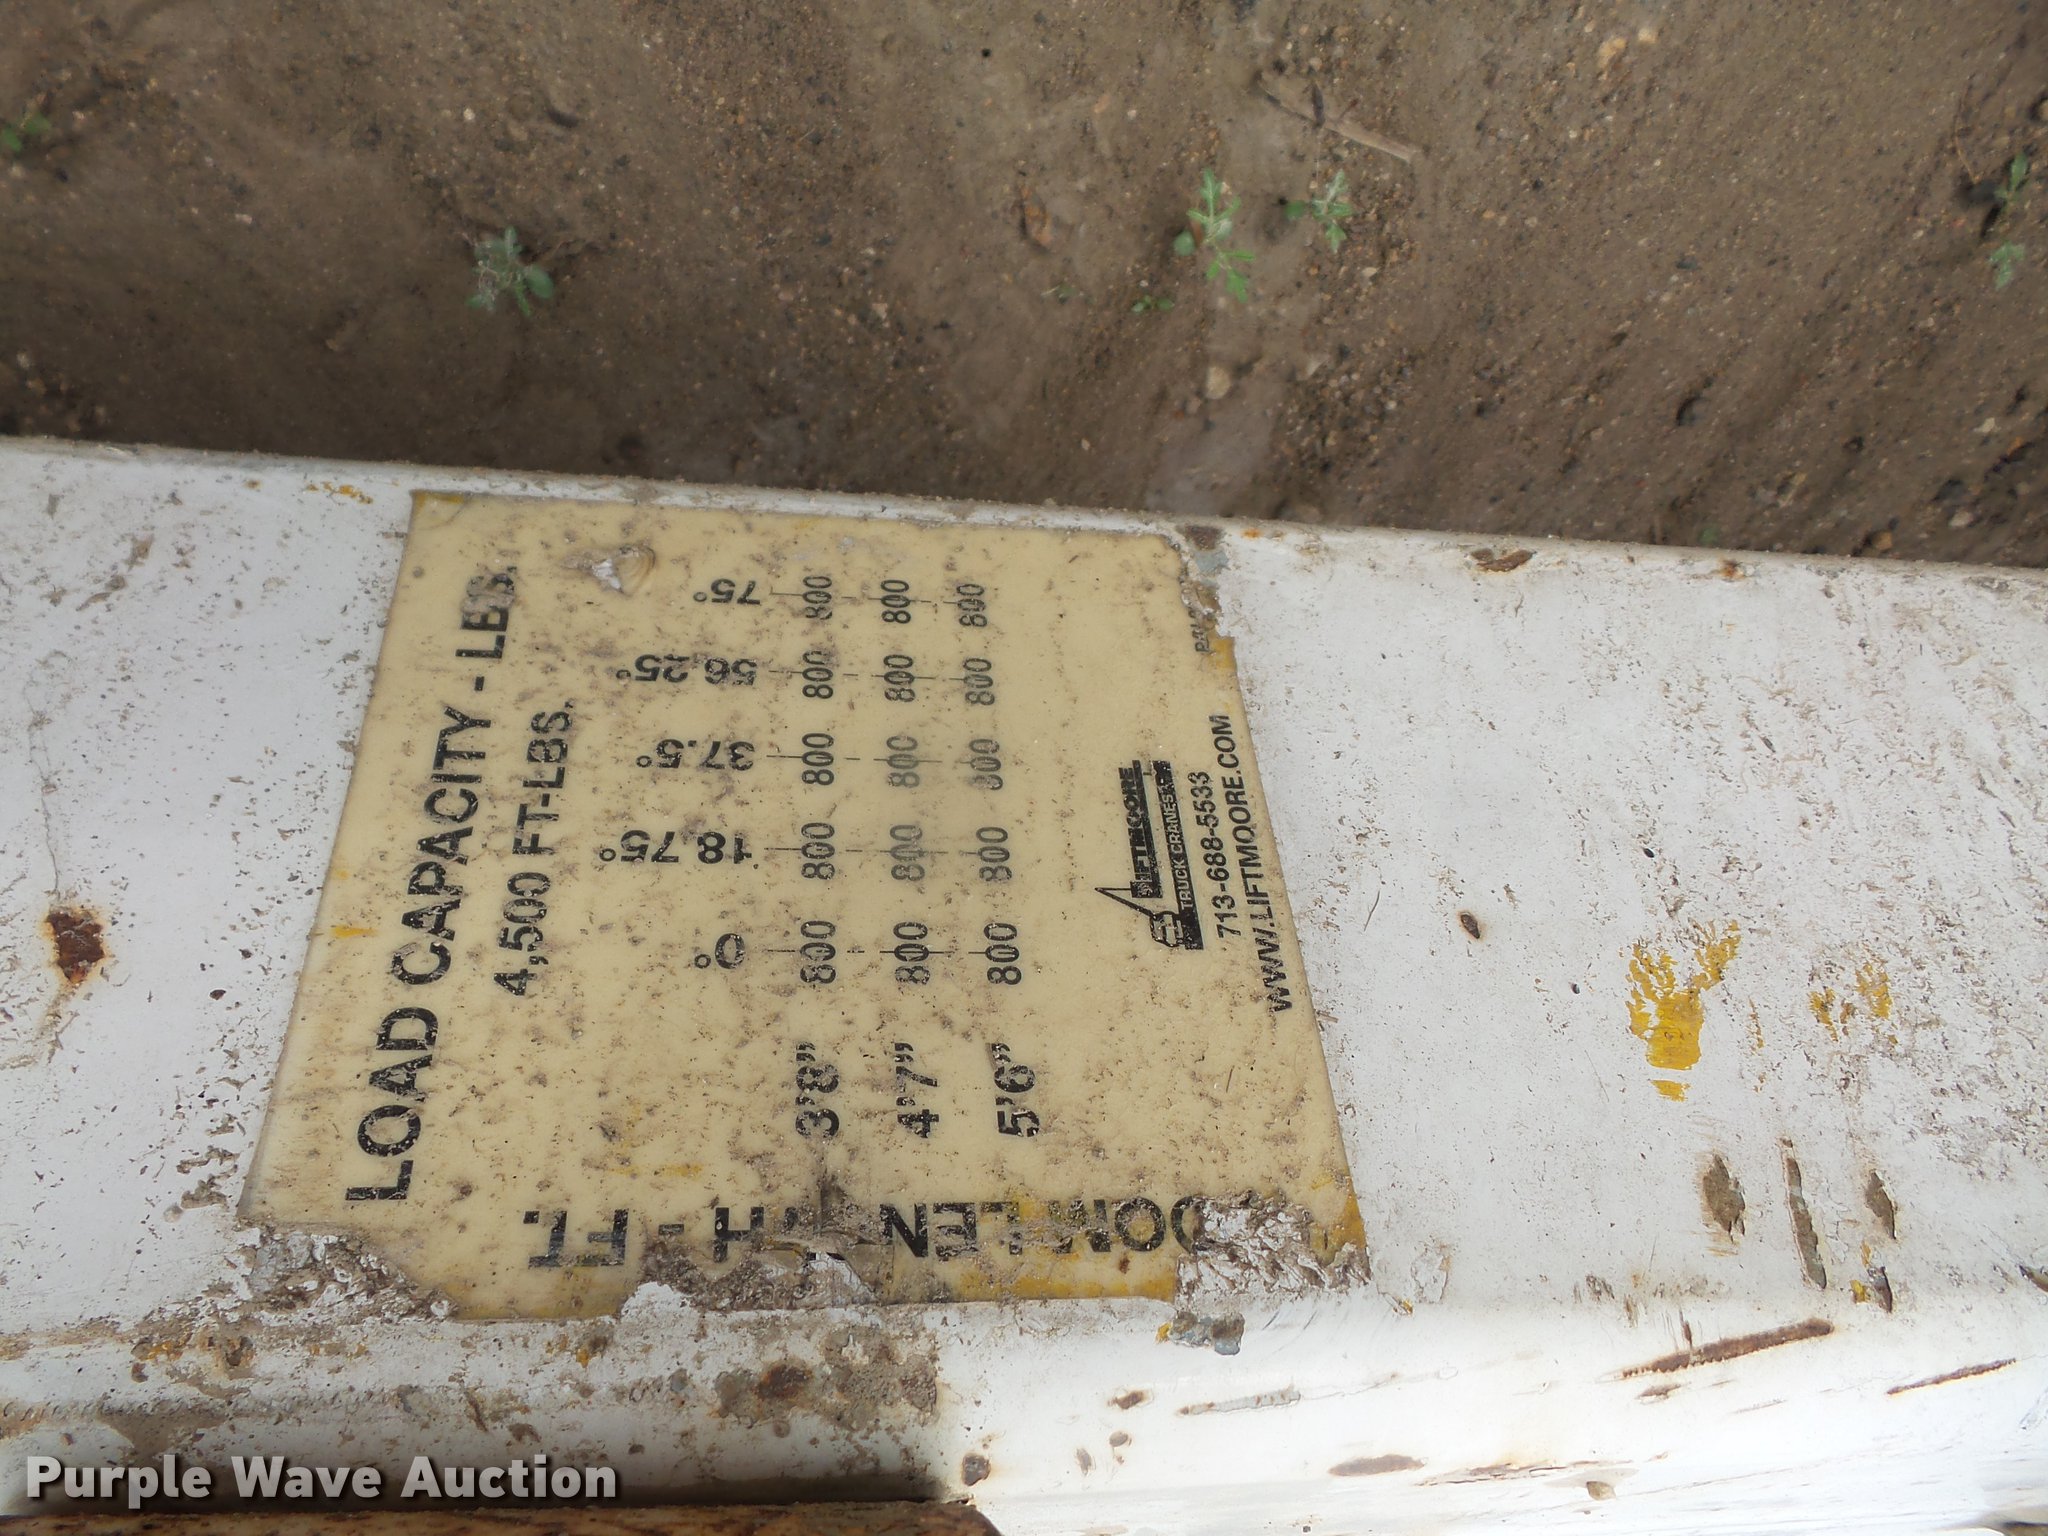 LOAD CAPACITY - LBS.
4,500 FT-LBS.
0° 18.75° 37.5° 56.25° 75°
3'8" 800 800 800 800 800
4'7" 800 800 800 800 800
5'6" 800 800 800 800 800
FT.
LIFTMOORE
TRUCK CRANES
713-688-5533
WWW.LIFTMOORE.COM
Purple Wave Auction